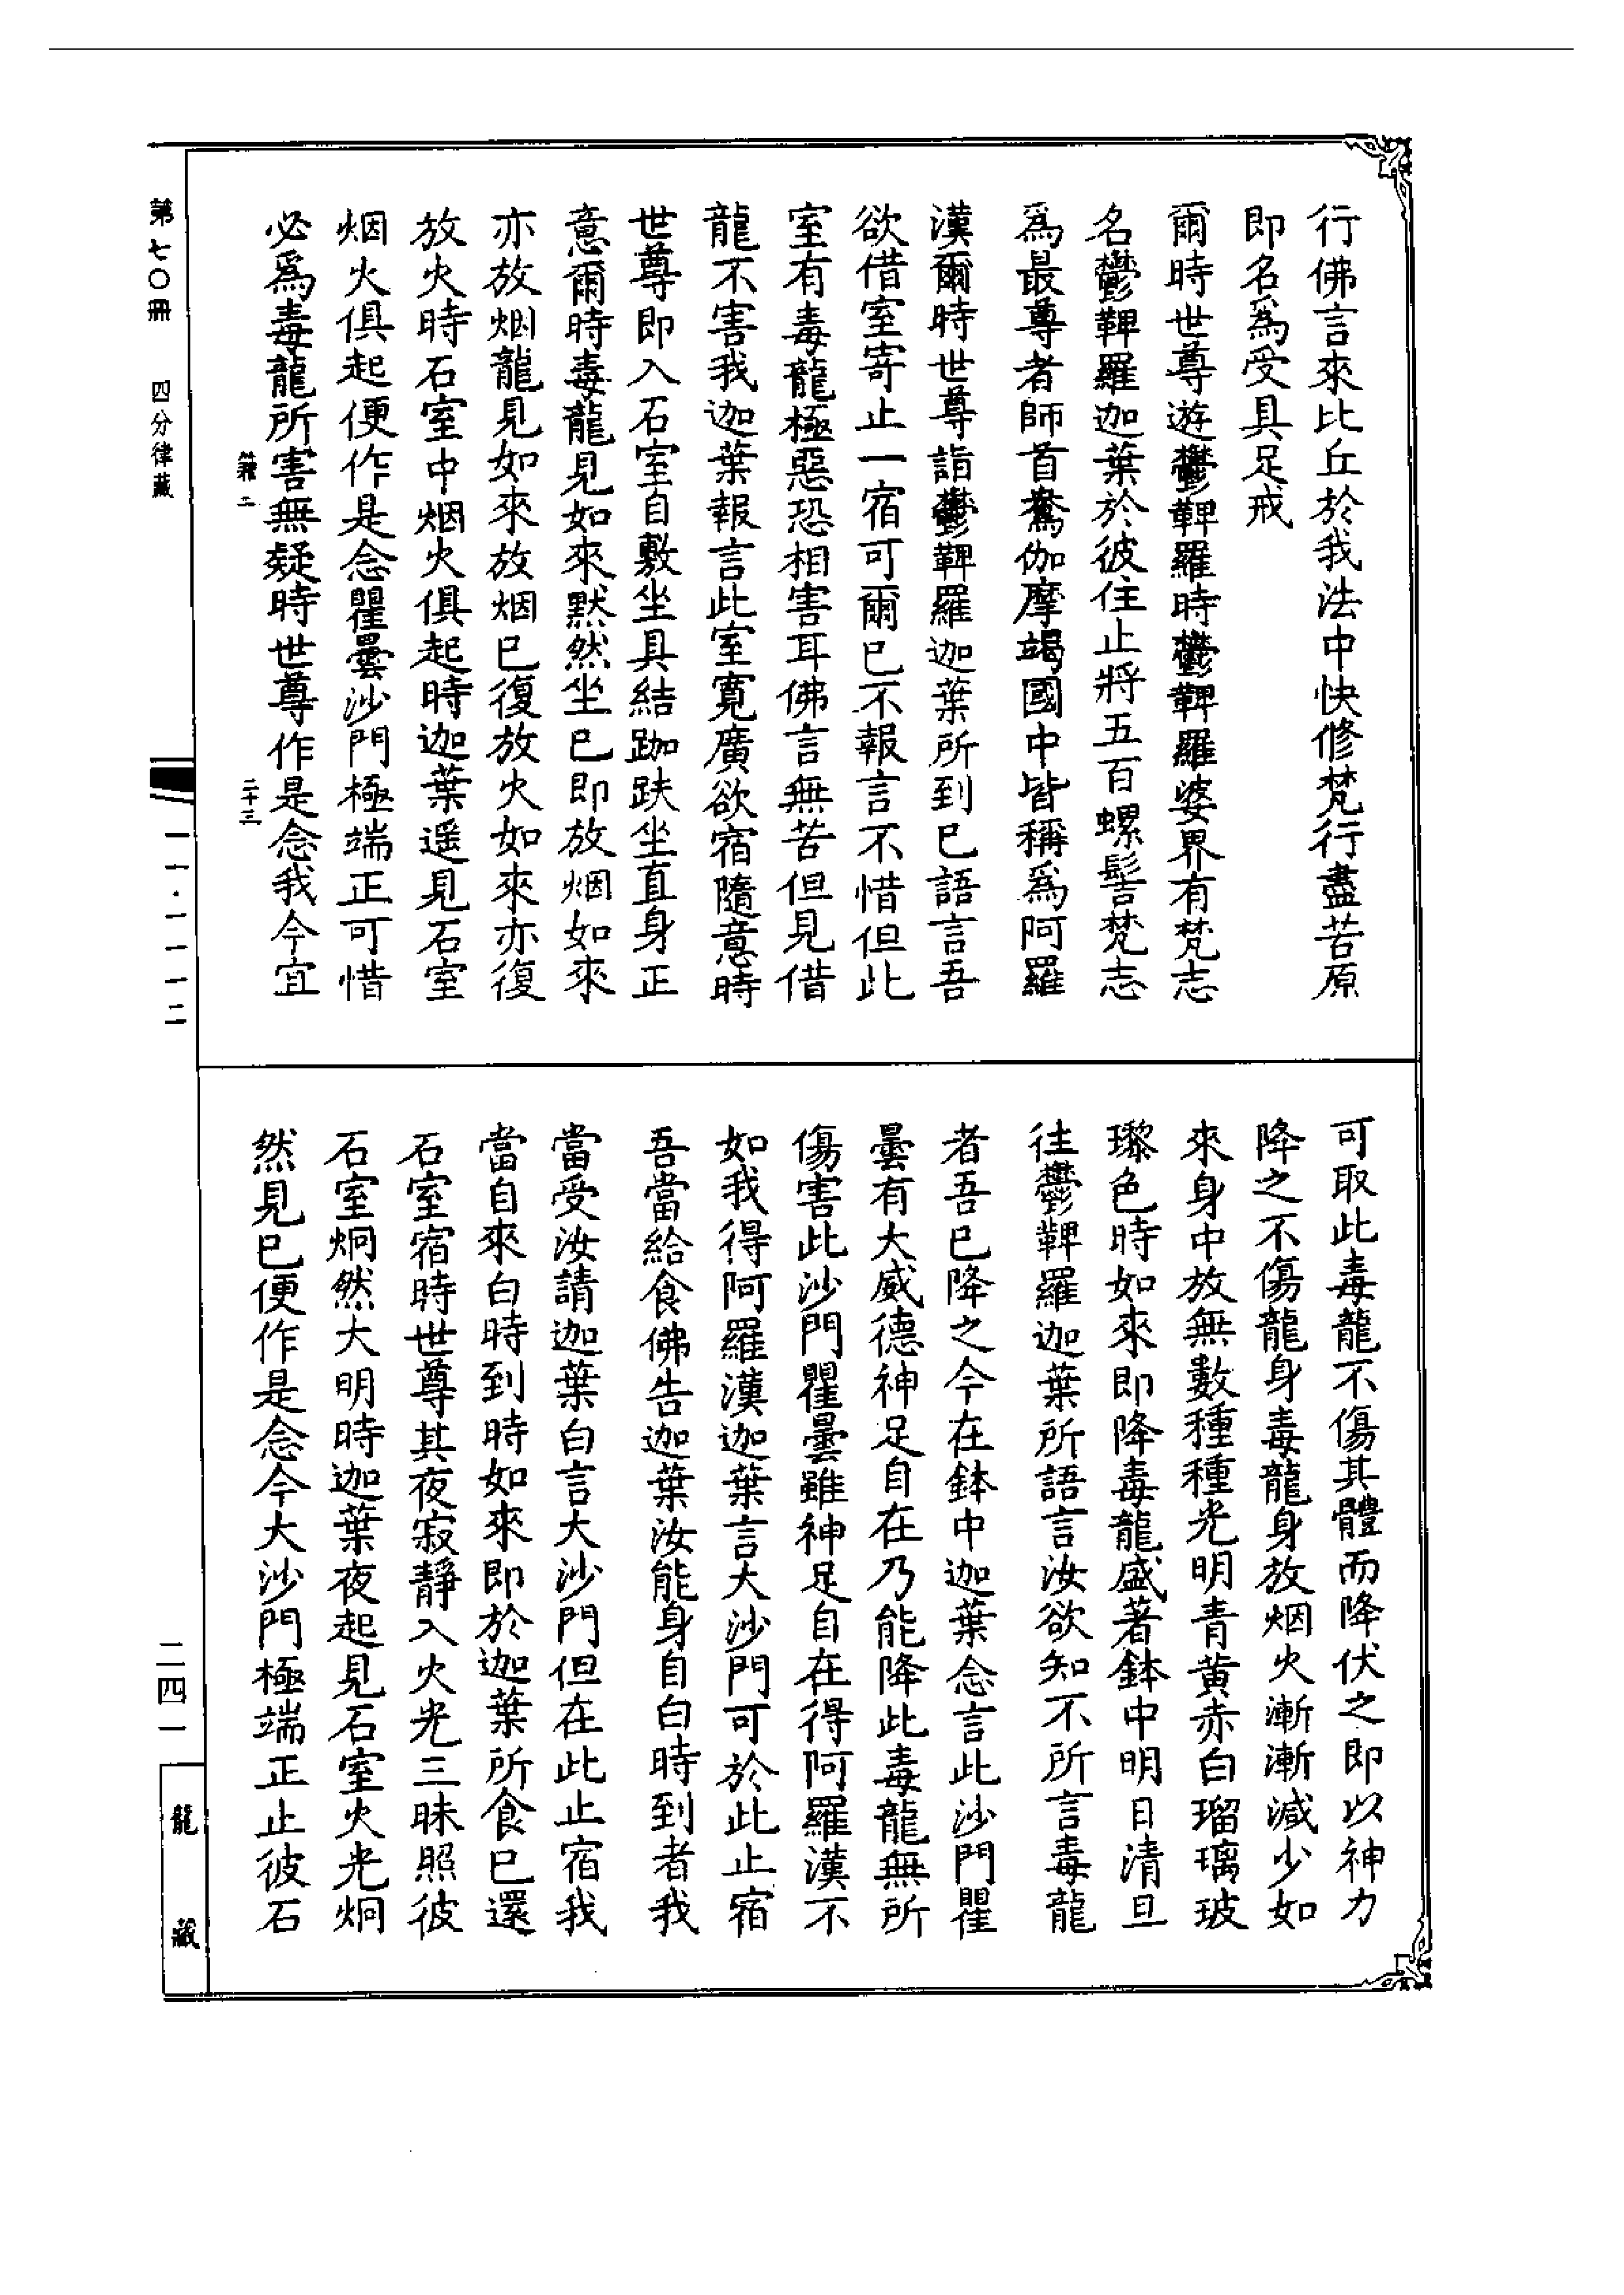 行佛言來比丘於我法中快修梵行盡苦原
即名爲受具足戒
爾時世尊遊鬱鞞羅時鬱鞞羅婆界有梵志
名鬱鞞羅迦葉於彼住止將五百螺髻梵志
爲最尊者師首鴦伽摩竭國中皆稱爲阿羅
漢爾時世尊詣鬱鞞羅迦葉所到已語言吾
欲借室寄止一宿可爾已不報言不惜但此
室有毒龍極惡恐相害耳佛言無苦但見借
龍不害我迦葉報言此室寬廣欲宿隨意時
世尊即入石室自敷坐具結跏趺坐直身正
意爾時毒龍見如來默然坐已即放烟如來
亦放烟龍見如來放烟已復放火如來亦復
放火時石室中烟火俱起時迦葉遥見石室
烟火俱起便作是念瞿曇沙門極端正可惜
必爲毒龍所害無疑時世尊作是念我今宜
籍二
二十三
可取此毒龍不傷其體而降伏之即以神力
降之不傷龍身毒龍身放烟火漸漸減少如
來身中放無數種種光明青黄赤白瑠璃玻
瓈色時如來即降毒龍盛著鉢中明日清旦
往鬱鞞羅迦葉所語言汝欲知不所言毒龍
者吾已降之今在鉢中迦葉念言此沙門瞿
曇有大威德神足自在乃能降此毒龍無所
傷害此沙門瞿曇雖神足自在得阿羅漢不
如我得阿羅漢迦葉言大沙門可於此止宿
吾當給食佛告迦葉汝能身自白時到者我
當受汝請迦葉白言大沙門但在此止宿我
當自來白時到時如來即於迦葉所食已還
石室宿時世尊其夜寂靜入火光三昧照彼
石室炯然大明時迦葉夜起見石室火光炯
然見已便作是念今大沙門極端正止彼石
第七〇冊
四分律藏
一一·一一一二
二四一
龍藏